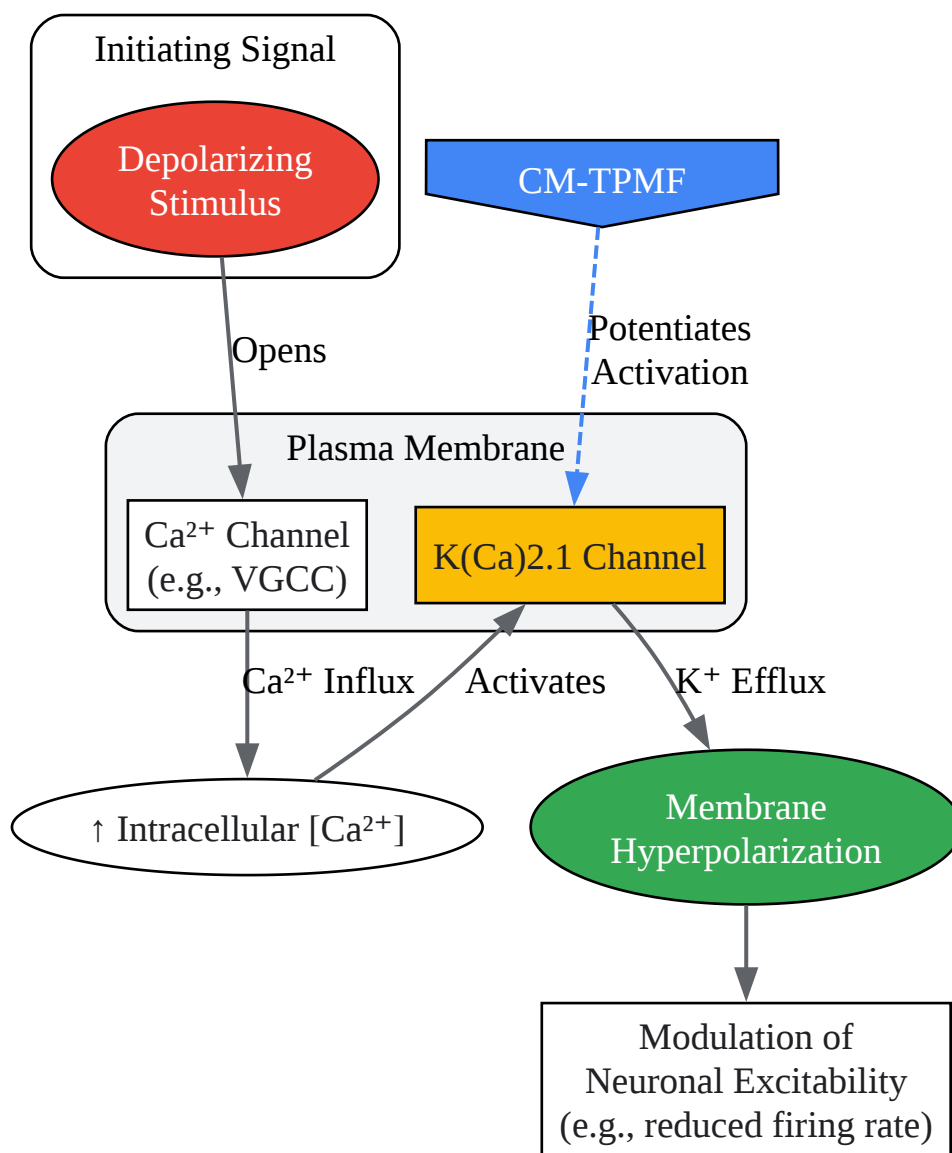 Initiating Signal
Depolarizing
Stimulus
CM-TPMF
Opens
Potentiates
Activation
Plasma Membrane
Ca²⁺ Channel
(e.g., VGCC)
K(Ca)2.1 Channel
Ca²⁺ Influx
Activates
K⁺ Efflux
↑ Intracellular [Ca²⁺]
Membrane
Hyperpolarization
Modulation of
Neuronal Excitability
(e.g., reduced firing rate)